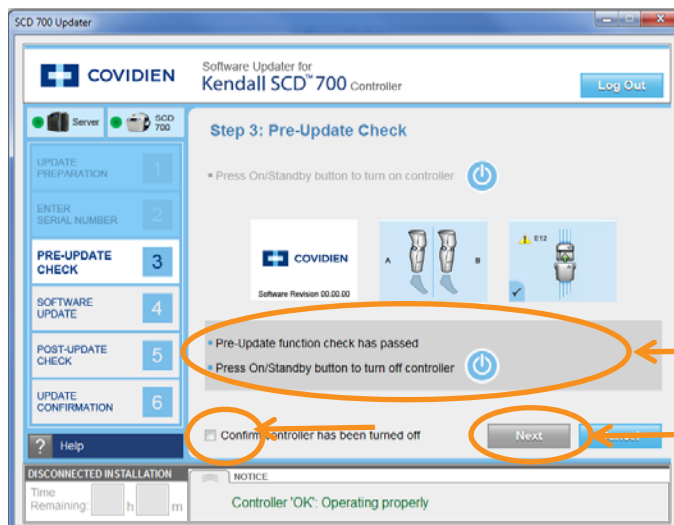 SCD 700 Updater
COVIDIEN
Software Updater for
Kendall SCD™ 700 Controller
Log Out
Server
SCD
700
UPDATE
PREPARATION
1
ENTER
SERIAL NUMBER
2
PRE-UPDATE
CHECK
3
SOFTWARE
UPDATE
4
POST-UPDATE
CHECK
5
UPDATE
CONFIRMATION
6
? Help
DISCONNECTED INSTALLATION
Time
Remaining: h m
Step 3: Pre-Update Check
Press On/Standby button to turn on controller
COVIDIEN
Software Revision 00.00.00
A B
E12
Pre-Update function check has passed
Press On/Standby button to turn off controller
Confirm controller has been turned off
Next
Cancel
NOTICE
Controller 'OK': Operating properly